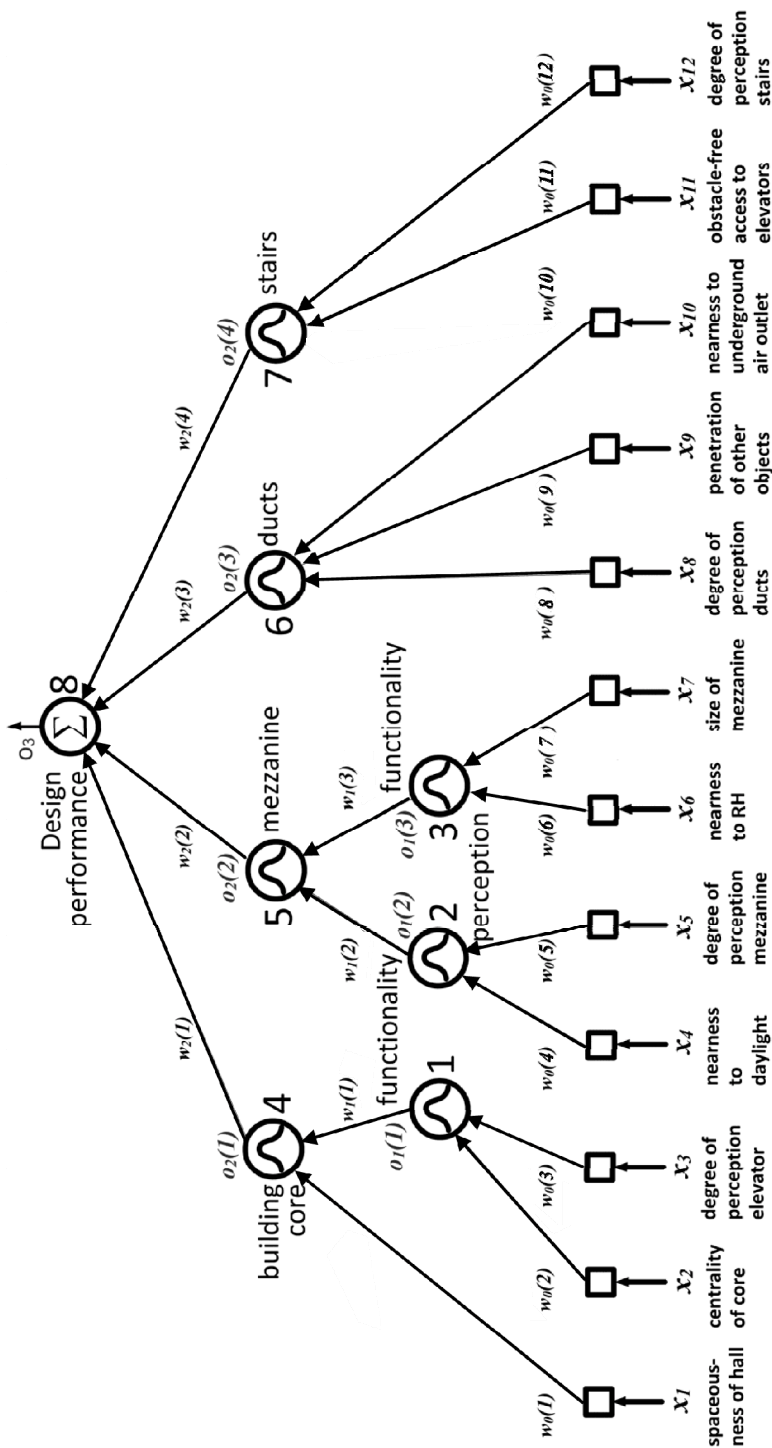 O3
Design
performance
Σ
8
w2(1)
w2(2)
w2(3)
w2(4)
o2(1)
building
core
4
o2(2)
5
mezzanine
o2(3)
6
ducts
o2(4)
7
stairs
w1(1)
w1(2)
w1(3)
functionality
o1(1)
1
o1(2)
2
perception
functionality
o1(3)
3
w0(1)
w0(2)
w0(3)
w0(4)
w0(5)
w0(6)
w0(7)
w0(8)
w0(9)
w0(10)
w0(11)
w0(12)
x1
spaceous-
ness of hall
x2
centrality
of core
x3
degree of
perception
elevator
x4
nearness
to
daylight
x5
degree of
perception
mezzanine
x6
nearness
to RH
x7
size of
mezzanine
x8
degree of
perception
ducts
x9
penetration
of other
objects
x10
nearness to
underground
air outlet
x11
obstacle-free
access to
elevators
x12
degree of
perception
stairs